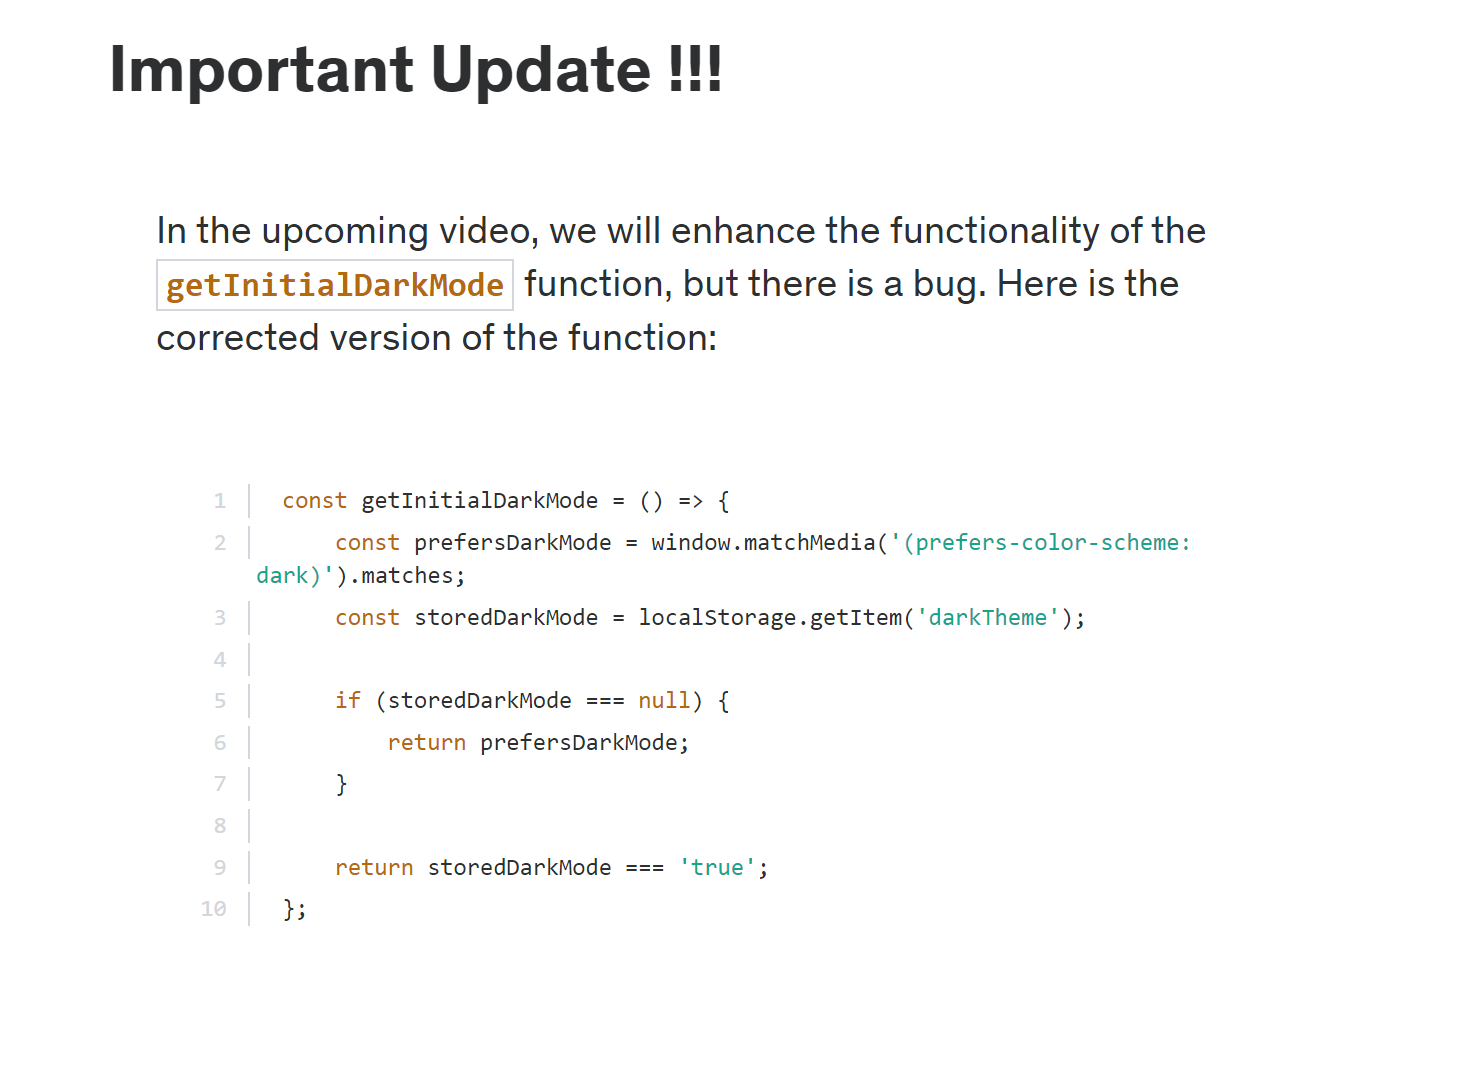 Important Update !!!
In the upcoming video, we will enhance the functionality of the
getInitialDarkMode function, but there is a bug. Here is the
corrected version of the function:
1 const getInitialDarkMode = () => {
2 const prefersDarkMode = window.matchMedia('(prefers-color-scheme:
dark)').matches;
3 const storedDarkMode = localStorage.getItem('darkTheme');
4
5 if (storedDarkMode === null) {
6 return prefersDarkMode;
7 }
8
9 return storedDarkMode === 'true';
10 };